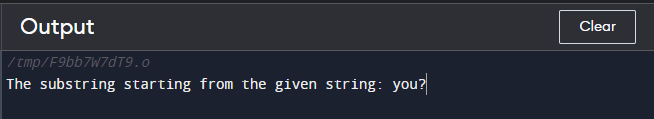 Output
Clear
/tmp/F9bb7W7dT9.o
The substring starting from the given string: you?